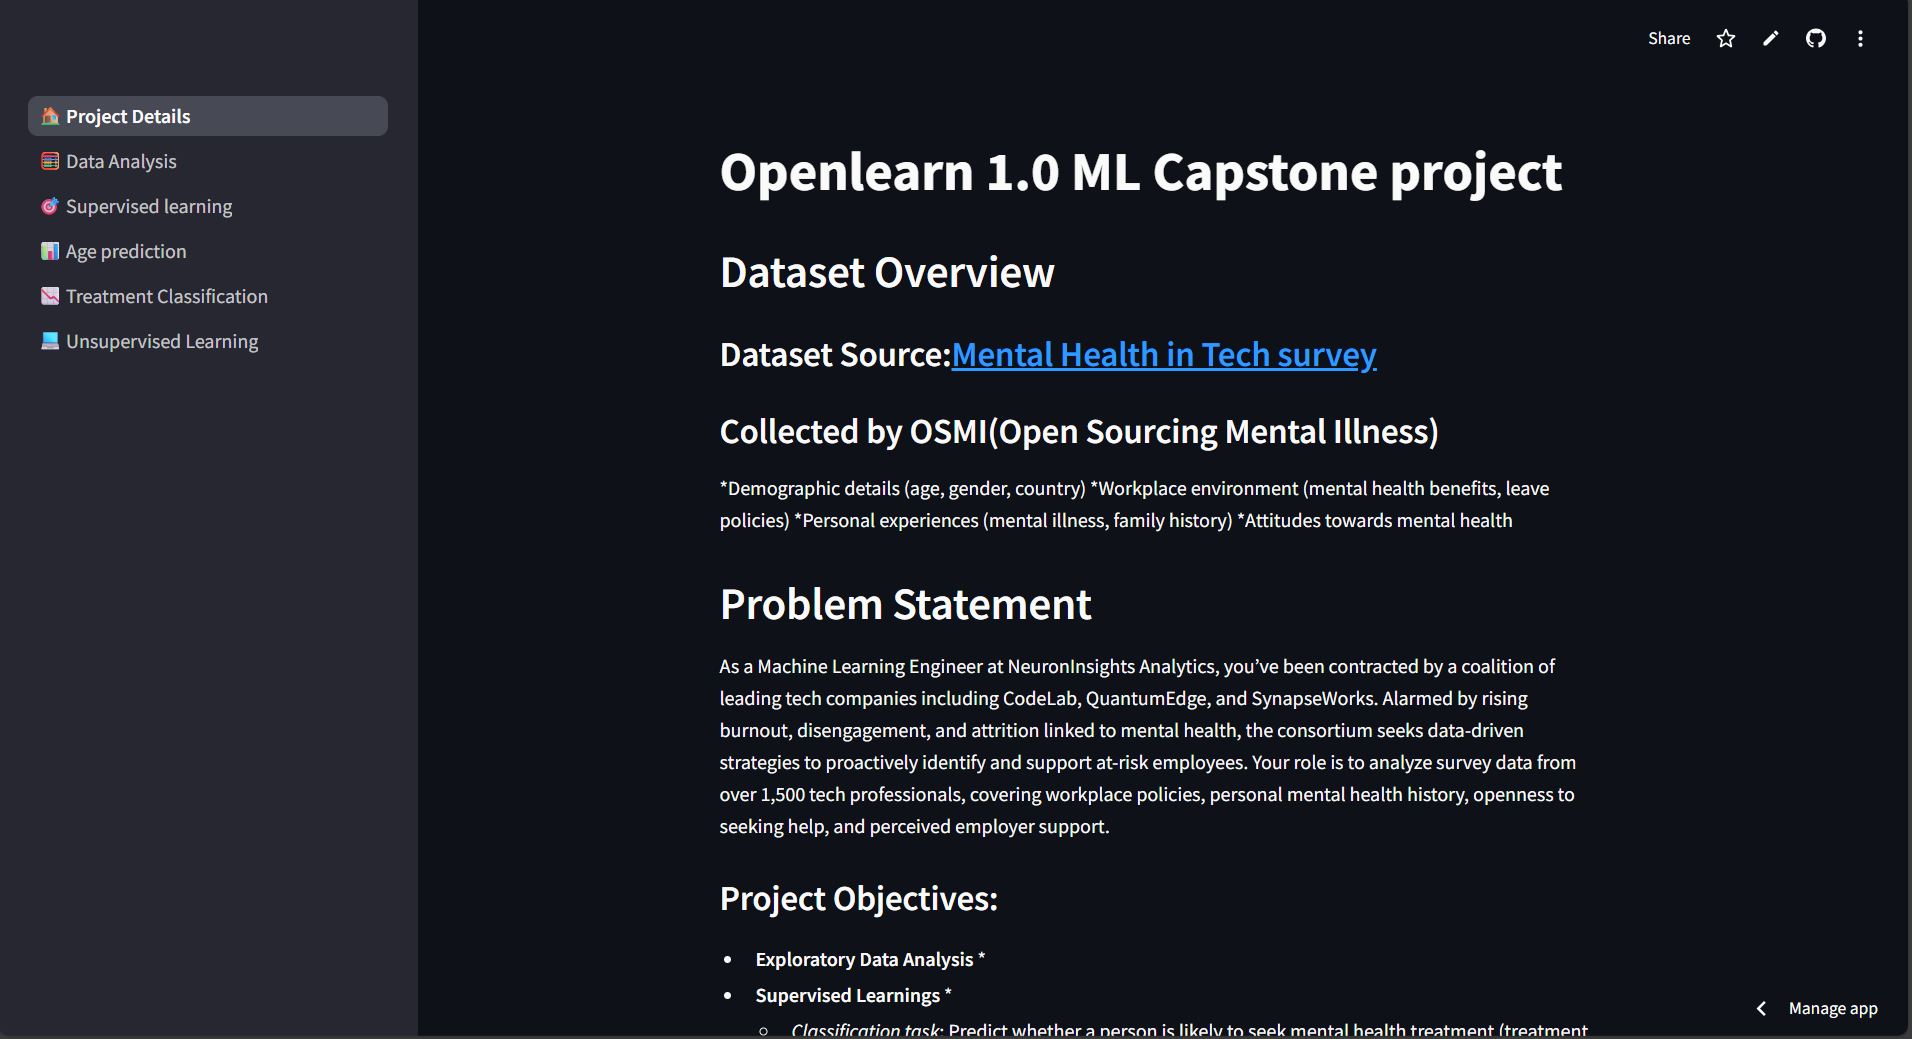 Share
Project Details
Data Analysis
Supervised learning
Age prediction
Treatment Classification
Unsupervised Learning
Openlearn 1.0 ML Capstone project
Dataset Overview
Dataset Source:Mental Health in Tech survey
Collected by OSMI(Open Sourcing Mental Illness)
*Demographic details (age, gender, country) *Workplace environment (mental health benefits, leave
policies) *Personal experiences (mental illness, family history) *Attitudes towards mental health
Problem Statement
As a Machine Learning Engineer at NeuronInsights Analytics, you’ve been contracted by a coalition of
leading tech companies including CodeLab, QuantumEdge, and SynapseWorks. Alarmed by rising
burnout, disengagement, and attrition linked to mental health, the consortium seeks data-driven
strategies to proactively identify and support at-risk employees. Your role is to analyze survey data from
over 1,500 tech professionals, covering workplace policies, personal mental health history, openness to
seeking help, and perceived employer support.
Project Objectives:
• Exploratory Data Analysis *
• Supervised Learnings *
○ Classification task: Predict whether a person is likely to seek mental health treatment (treatment
Manage app